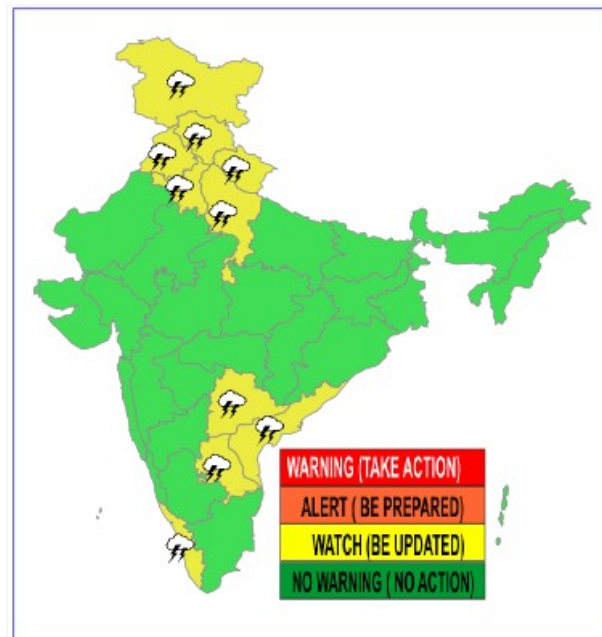 WARNING (TAKE ACTION)
ALERT ( BE PREPARED)
WATCH (BE UPDATED)
NO WARNING ( NO ACTION)